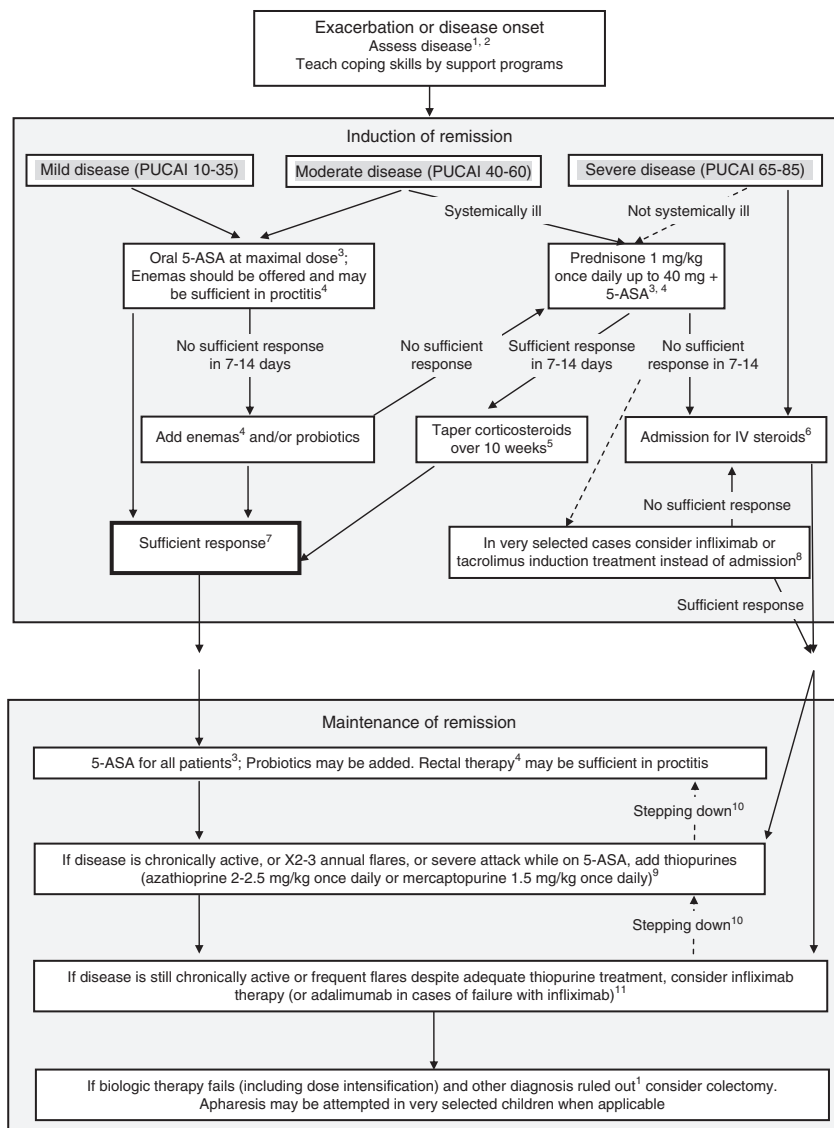 Exacerbation or disease onset
Assess disease1, 2
Teach coping skills by support programs
Induction of remission
Mild disease (PUCAI 10-35)
Moderate disease (PUCAI 40-60)
Severe disease (PUCAI 65-85)
Systemically ill
Not systemically ill
Oral 5-ASA at maximal dose3;
Enemas should be offered and may
be sufficient in proctitis4
Prednisone 1 mg/kg
once daily up to 40 mg +
5-ASA3, 4
No sufficient response
in 7-14 days
No sufficient
response
Sufficient response
in 7-14 days
No sufficient
response in 7-14
Add enemas4 and/or probiotics
Taper corticosteroids
over 10 weeks5
Admission for IV steroids6
No sufficient response
Sufficient response7
In very selected cases consider infliximab or
tacrolimus induction treatment instead of admission8
Sufficient response
Maintenance of remission
5-ASA for all patients3; Probiotics may be added. Rectal therapy4 may be sufficient in proctitis
Stepping down10
If disease is chronically active, or X2-3 annual flares, or severe attack while on 5-ASA, add thiopurines
(azathioprine 2-2.5 mg/kg once daily or mercaptopurine 1.5 mg/kg once daily)9
Stepping down10
If disease is still chronically active or frequent flares despite adequate thiopurine treatment, consider infliximab
therapy (or adalimumab in cases of failure with infliximab)11
If biologic therapy fails (including dose intensification) and other diagnosis ruled out1 consider colectomy.
Apharesis may be attempted in very selected children when applicable